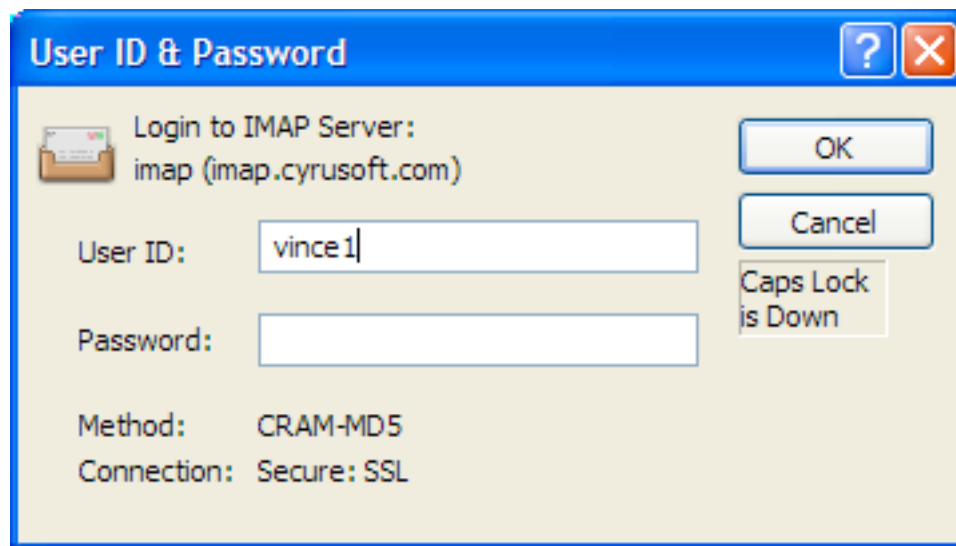 User ID & Password
Login to IMAP Server:
imap (imap.cyrusoft.com)
OK
Cancel
User ID: vince1
Caps Lock
is Down
Password:
Method: CRAM-MD5
Connection: Secure: SSL